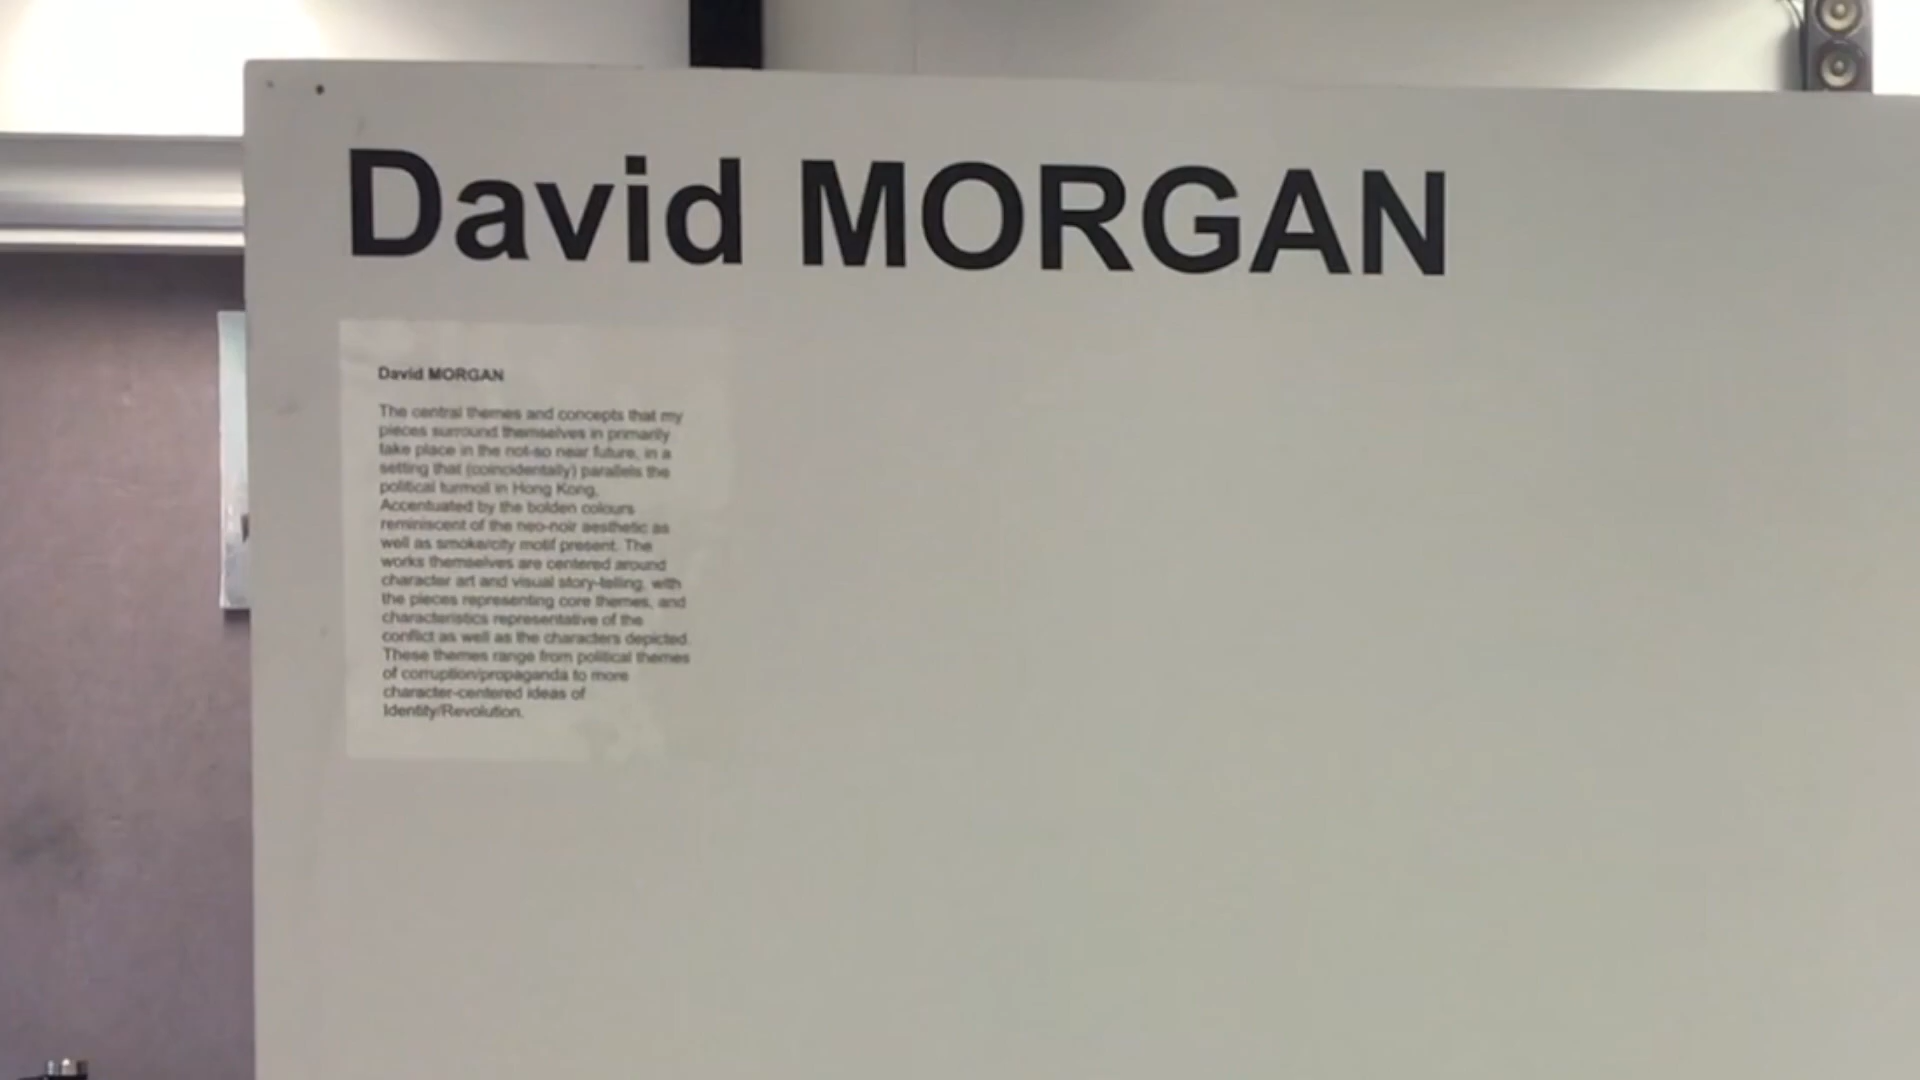 David MORGAN
David MORGAN
The central themes and concepts that my
pieces surround themselves in primarily
take place in the not-so near future, in a
setting that (coincidentally) parallels the
political turmoil in Hong Kong.
Accentuated by the bolden colours
reminiscent of the neo-noir aesthetic as
well as smoke/city motif present. The
works themselves are centered around
character art and visual story-telling, with
the pieces representing core themes, and
characteristics representative of the
conflict as well as the characters depicted.
These themes range from political themes
of corruption/propaganda to more
character-centered ideas of
Identity/Revolution.